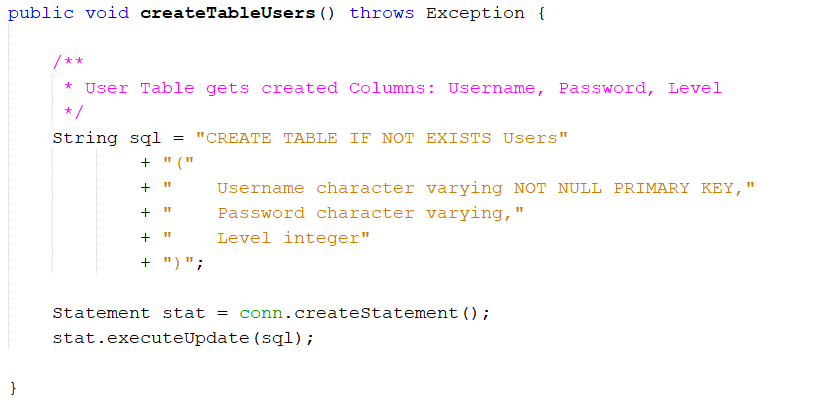 public void createTableUsers() throws Exception {
/**
* User Table gets created Columns: Username, Password, Level
*/
String sql = "CREATE TABLE IF NOT EXISTS Users"
+ "("
+ "    Username character varying NOT NULL PRIMARY KEY,"
+ "    Password character varying,"
+ "    Level integer"
+ ")";
Statement stat = conn.createStatement();
stat.executeUpdate(sql);
}